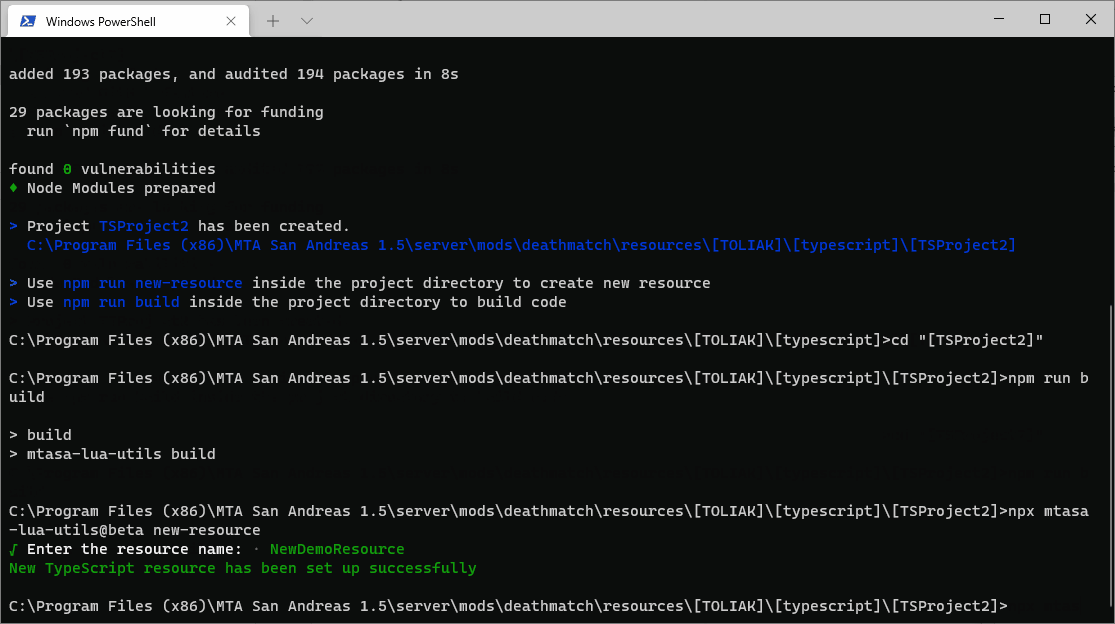 Windows PowerShell
added 193 packages, and audited 194 packages in 8s
29 packages are looking for funding
run `npm fund` for details
found 0 vulnerabilities
♦ Node Modules prepared
> Project TSProject2 has been created.
C:\Program Files (x86)\MTA San Andreas 1.5\server\mods\deathmatch\resources\[TOLIAK]\[typescript]\[TSProject2]
> Use npm run new-resource inside the project directory to create new resource
> Use npm run build inside the project directory to build code
C:\Program Files (x86)\MTA San Andreas 1.5\server\mods\deathmatch\resources\[TOLIAK]\[typescript]>cd "[TSProject2]"
C:\Program Files (x86)\MTA San Andreas 1.5\server\mods\deathmatch\resources\[TOLIAK]\[typescript]\[TSProject2]>npm run b
uild
> build
> mtasa-lua-utils build
C:\Program Files (x86)\MTA San Andreas 1.5\server\mods\deathmatch\resources\[TOLIAK]\[typescript]\[TSProject2]>npx mtasa
-lua-utils@beta new-resource
√ Enter the resource name: · NewDemoResource
New TypeScript resource has been set up successfully
C:\Program Files (x86)\MTA San Andreas 1.5\server\mods\deathmatch\resources\[TOLIAK]\[typescript]\[TSProject2]>